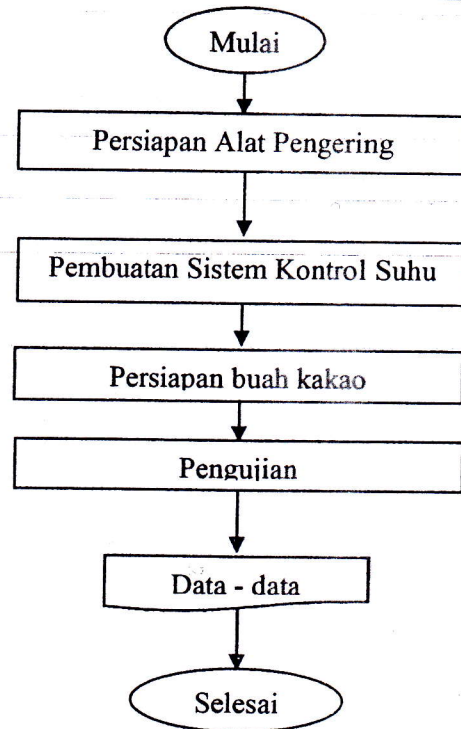 Mulai
Persiapan Alat Pengering
Pembuatan Sistem Kontrol Suhu
Persiapan buah kakao
Pengujian
Data - data
Selesai